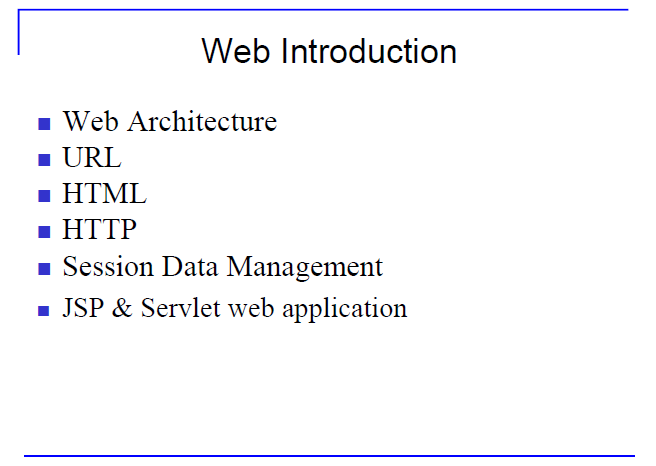 Web Introduction
Web Architecture
URL
HTML
HTTP
Session Data Management
JSP & Servlet web application